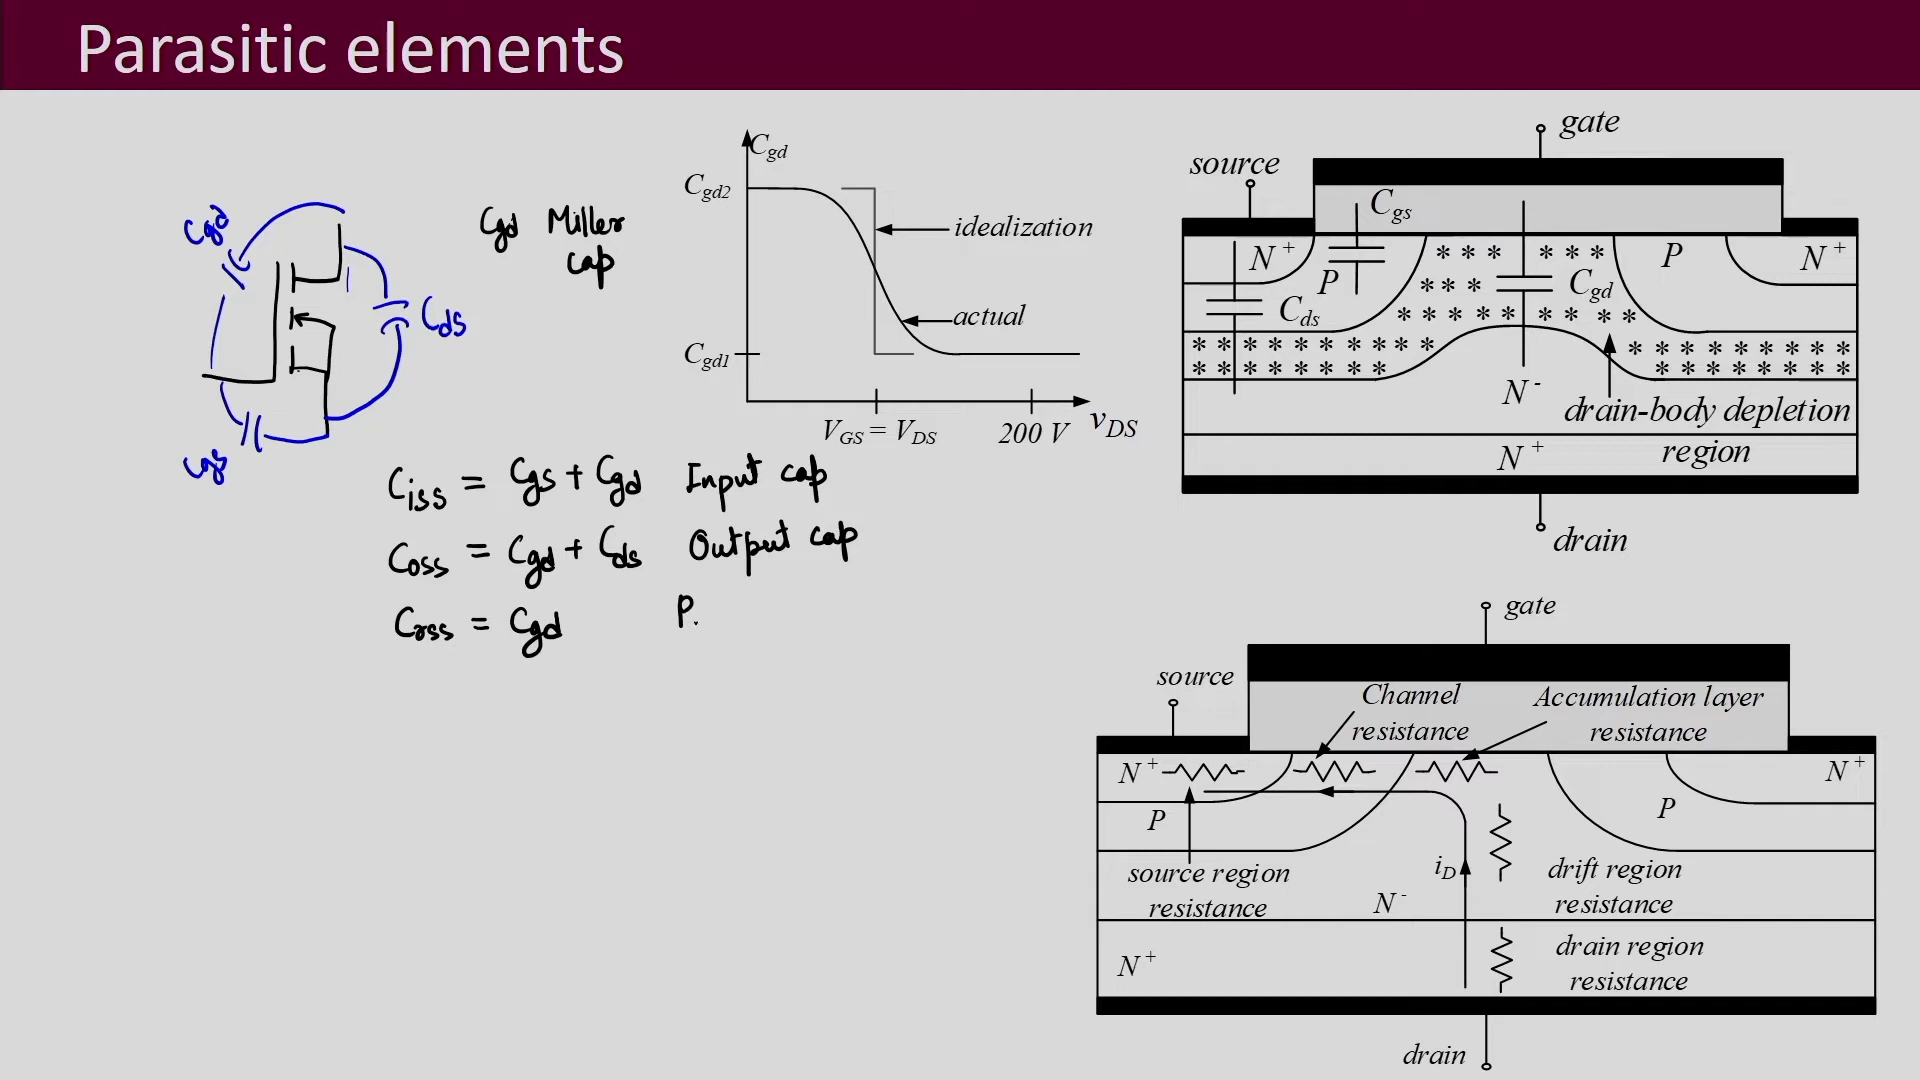 Parasitic elements
Cgd
Cds
Cgs
Cgd Miller
cap
Cgd
Cgd2
idealization
actual
Cgd1
VGS = VDS
200 V
vDS
Ciss = Cgs + Cgd Input cap
Coss = Cgd + Cds Output cap
Crss = Cgd P.
gate
source
Cgs
N+
P
Cgd
P
N+
Cds
N-
drain-body depletion
region
N+
drain
gate
source
Channel
resistance
Accumulation layer
resistance
N+
N+
P
P
source region
resistance
iD
N-
drift region
resistance
N+
drain region
resistance
drain